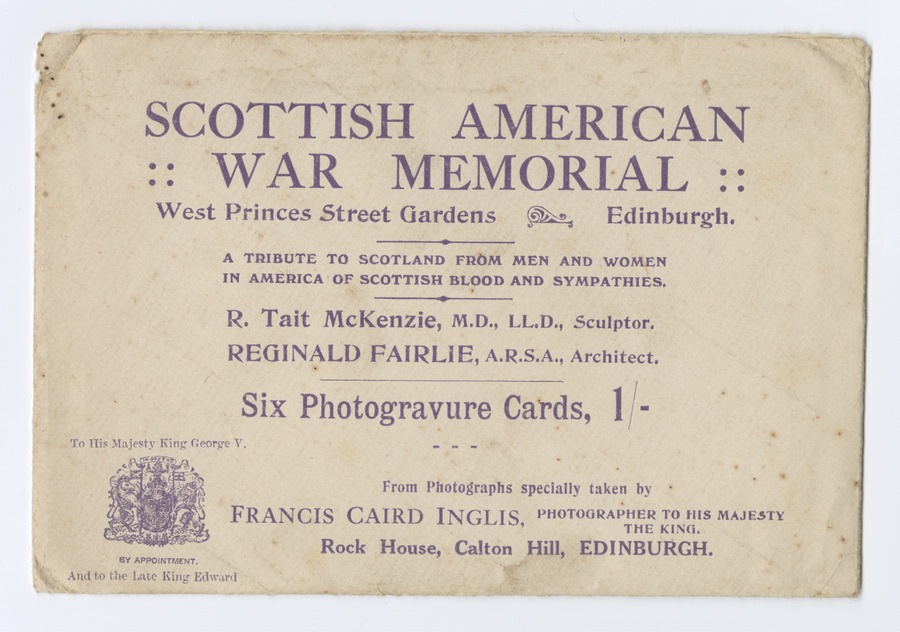 SCOTTISH AMERICAN
:: WAR MEMORIAL ::
West Princes Street Gardens Edinburgh.
A TRIBUTE TO SCOTLAND FROM MEN AND WOMEN
IN AMERICA OF SCOTTISH BLOOD AND SYMPATHIES.
R. Tait McKenzie, M.D., LL.D., Sculptor.
REGINALD FAIRLIE, A.R.S.A., Architect.
Six Photogravure Cards, 1/-
- - -
To His Majesty King George V.
BY APPOINTMENT.
And to the Late King Edward
From Photographs specially taken by
FRANCIS CAIRD INGLIS, PHOTOGRAPHER TO HIS MAJESTY
THE KING.
Rock House, Calton Hill, EDINBURGH.